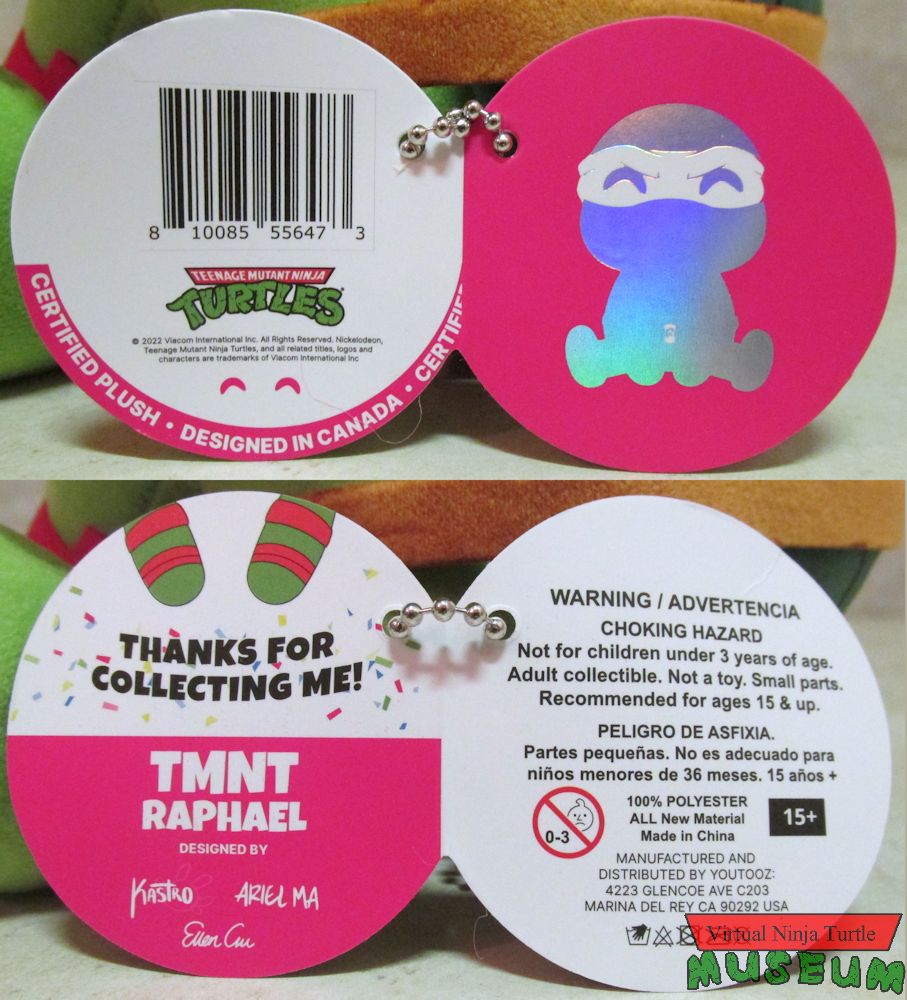 8 10085 55647 3
TEENAGE MUTANT NINJA
TURTLES
© 2022 Viacom International Inc. All Rights Reserved. Nickelodeon,
Teenage Mutant Ninja Turtles, and all related titles, logos and
characters are trademarks of Viacom International Inc
CERTIFIED PLUSH • DESIGNED IN CANADA • CERTIFIE
THANKS FOR
COLLECTING ME!
TMNT
RAPHAEL
DESIGNED BY
KASTRO ARIEL MA
WARNING / ADVERTENCIA
CHOKING HAZARD
Not for children under 3 years of age.
Adult collectible. Not a toy. Small parts.
Recommended for ages 15 & up.
PELIGRO DE ASFIXIA.
Partes pequeñas. No es adecuado para
niños menores de 36 meses. 15 años +
0-3
100% POLYESTER
ALL New Material
Made in China
15+
MANUFACTURED AND
DISTRIBUTED BY YOUTOOZ:
4223 GLENCOE AVE C203
MARINA DEL REY CA 90292 USA
Virtual Ninja Turtle
MUSEUM